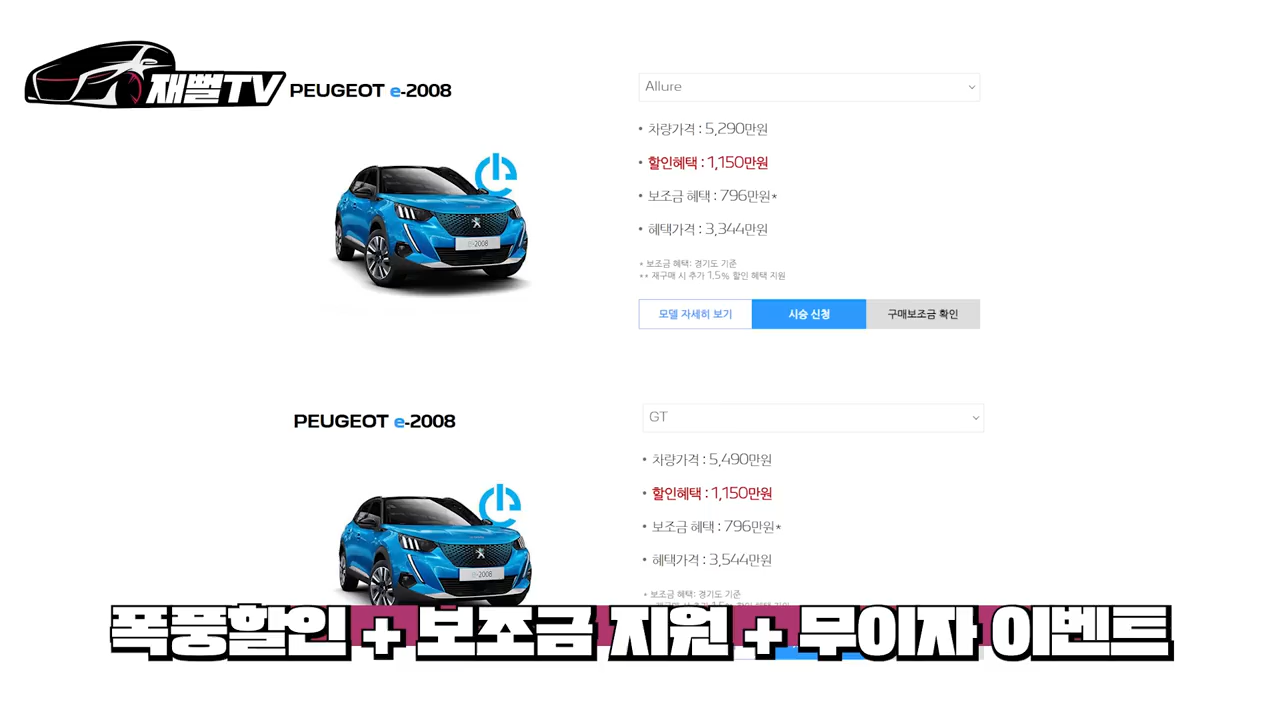 재뻘TV
PEUGEOT e-2008
Allure
• 차량가격 : 5,290만원
• 할인혜택 : 1,150만원
• 보조금 혜택 : 796만원*
• 혜택가격 : 3,344만원
* 보조금 혜택: 경기도 기준
** 재구매 시 추가 1.5% 할인 혜택 지원
모델 자세히 보기
시승 신청
구매보조금 확인
e-2008
PEUGEOT e-2008
GT
• 차량가격 : 5,490만원
• 할인혜택 : 1,150만원
• 보조금 혜택 : 796만원*
• 혜택가격 : 3,544만원
* 보조금 혜택: 경기도 기준
e-2008
폭풍할인 + 보조금 지원 + 무이자 이벤트